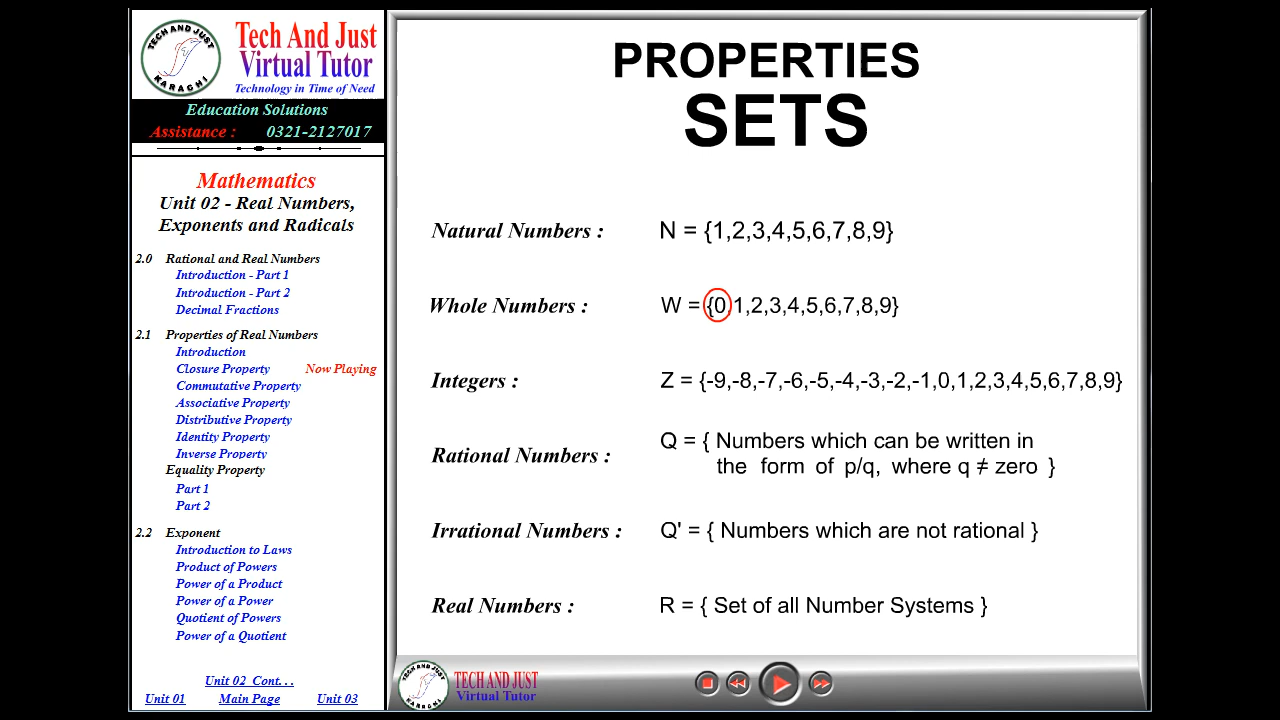 TECH AND JUST
KARACHI
Tech And Just
Virtual Tutor
Technology in Time of Need
Education Solutions
Assistance : 0321-2127017
Mathematics
Unit 02 - Real Numbers,
Exponents and Radicals
2.0 Rational and Real Numbers
Introduction - Part 1
Introduction - Part 2
Decimal Fractions
2.1 Properties of Real Numbers
Introduction
Closure Property Now Playing
Commutative Property
Associative Property
Distributive Property
Identity Property
Inverse Property
Equality Property
Part 1
Part 2
2.2 Exponent
Introduction to Laws
Product of Powers
Power of a Product
Power of a Power
Quotient of Powers
Power of a Quotient
Unit 02 Cont. . .
Unit 01 Main Page Unit 03
PROPERTIES
SETS
Natural Numbers : N = {1,2,3,4,5,6,7,8,9}
Whole Numbers : W = {0,1,2,3,4,5,6,7,8,9}
Integers : Z = {-9,-8,-7,-6,-5,-4,-3,-2,-1,0,1,2,3,4,5,6,7,8,9}
Rational Numbers : Q = { Numbers which can be written in
the form of p/q, where q ≠ zero }
Irrational Numbers : Q' = { Numbers which are not rational }
Real Numbers : R = { Set of all Number Systems }
TECH AND JUST
KARACHI
TECH AND JUST
Virtual Tutor